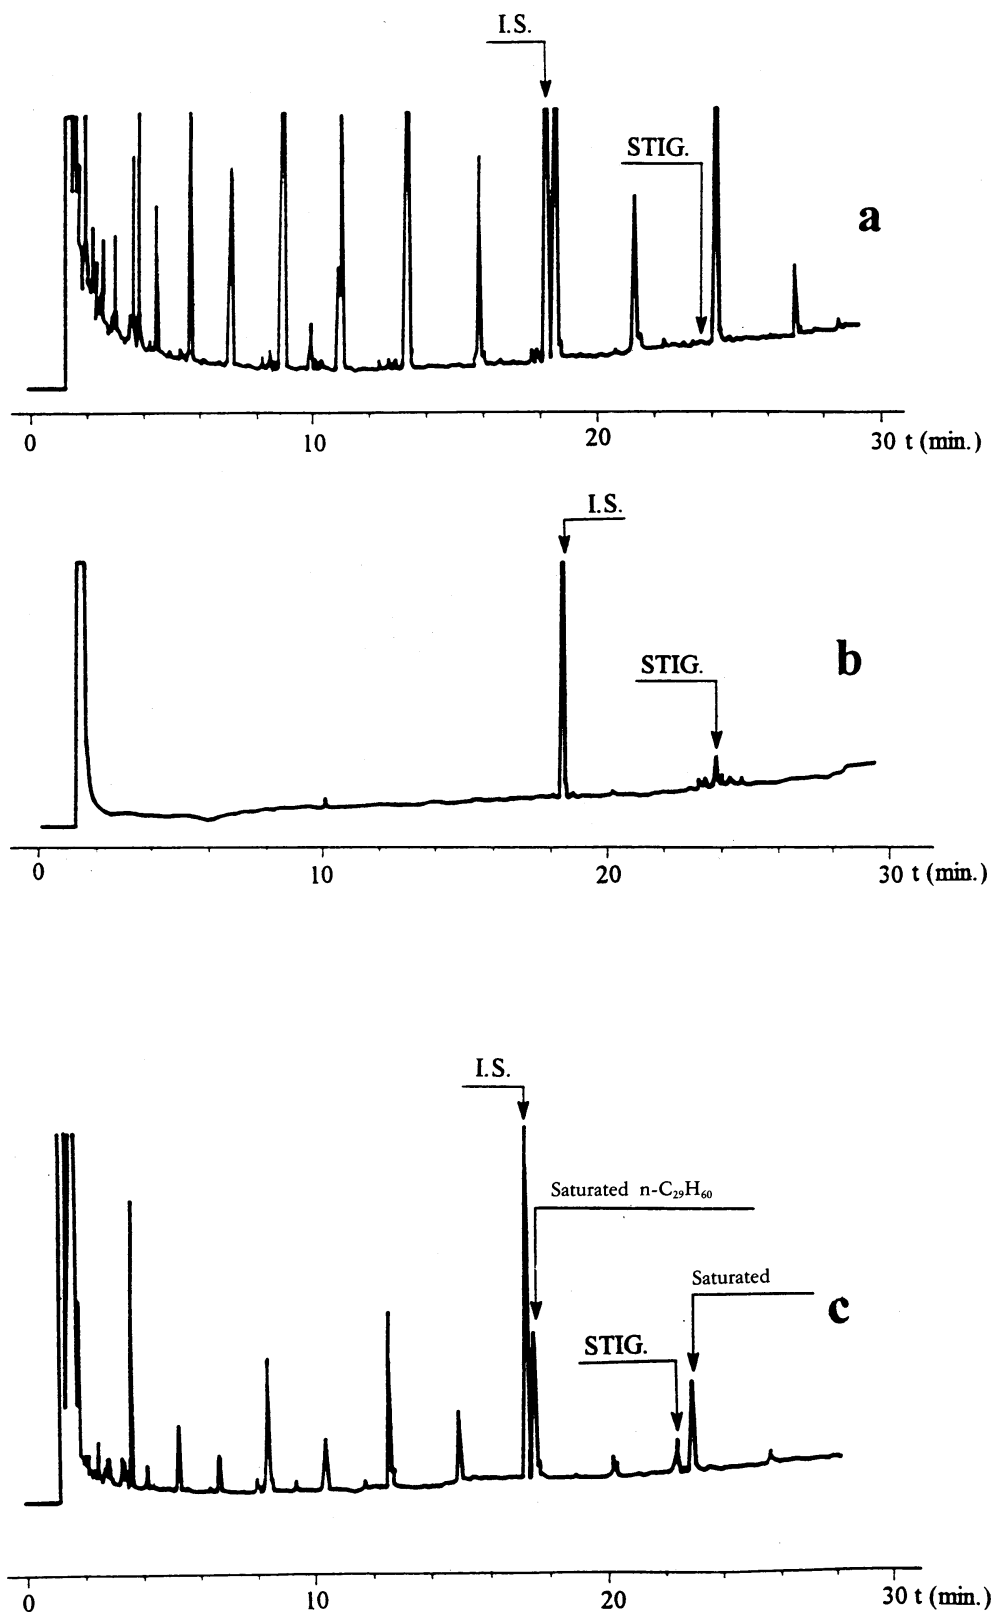 I.S.
STIG.
a
0 10 20 30 t (min.)
I.S.
b
STIG.
0 10 20 30 t (min.)
I.S.
Saturated n-C₂₉H₆₀
Saturated
c
STIG.
0 10 20 30 t (min.)